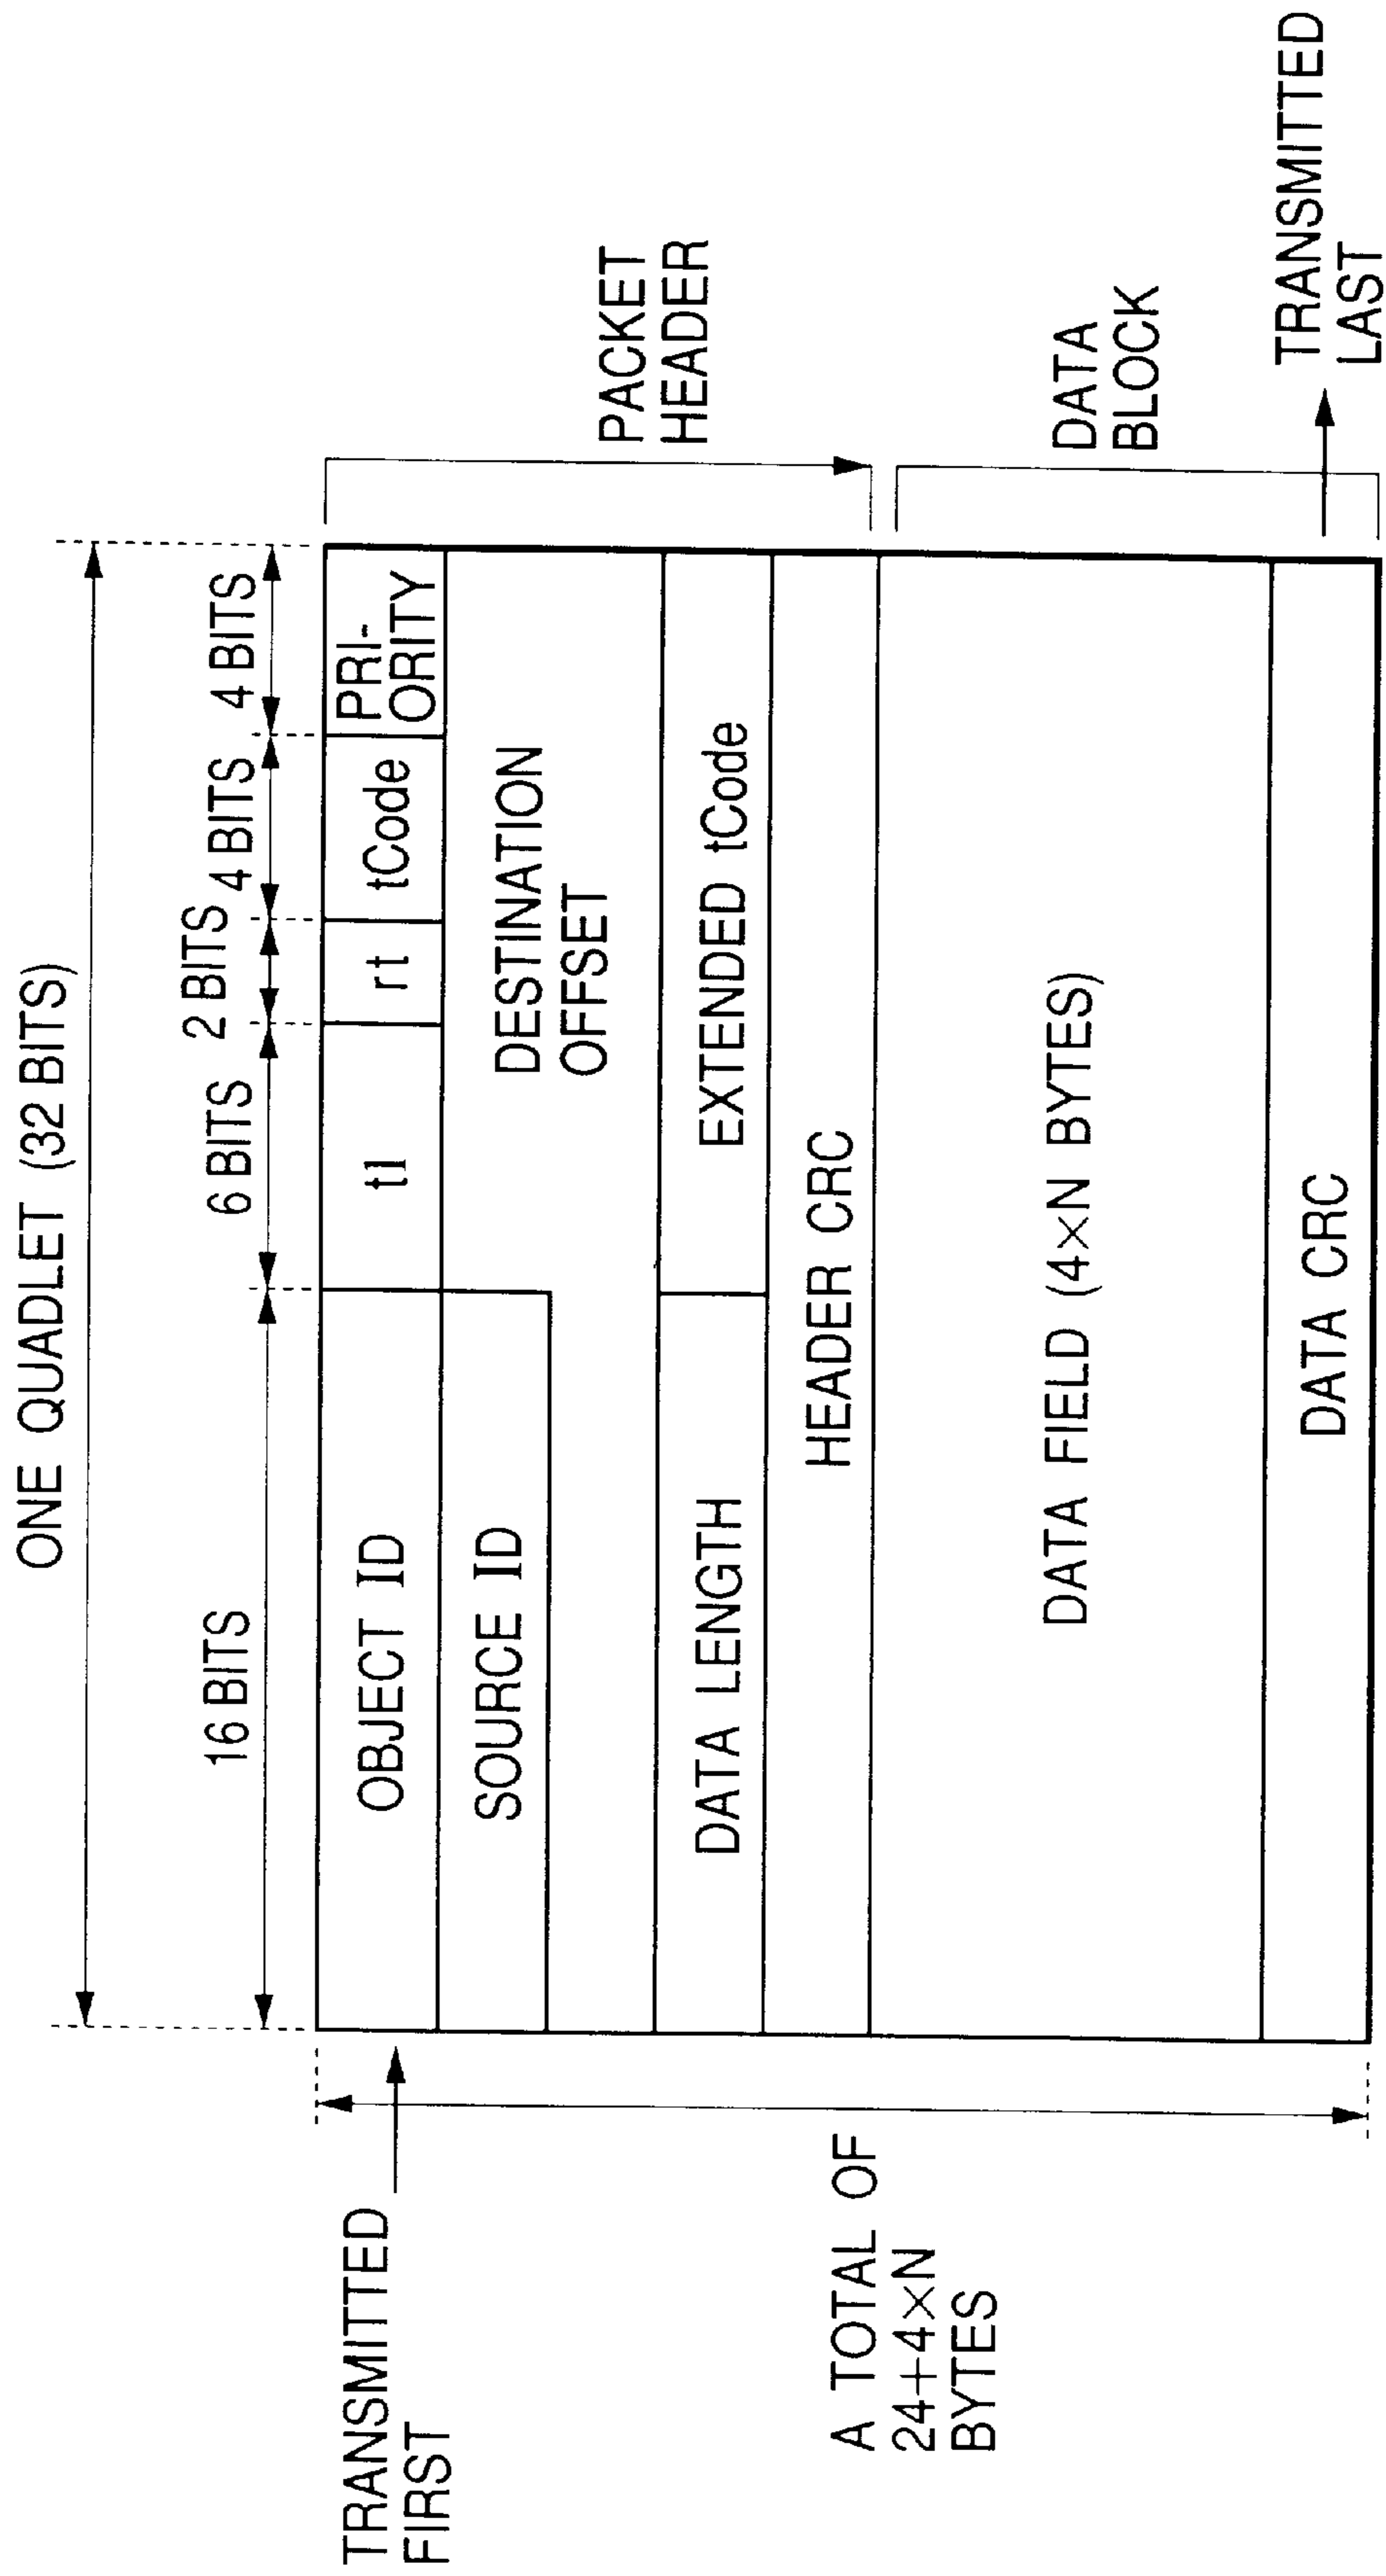 ONE QUADLET (32 BITS)
16 BITS
6 BITS
2 BITS
4 BITS
4 BITS
TRANSMITTED
FIRST
OBJECT ID
tl
rt
tCode
PRI-
ORITY
SOURCE ID
DESTINATION
OFFSET
DATA LENGTH
EXTENDED tCode
HEADER CRC
PACKET
HEADER
A TOTAL OF
24+4×N
BYTES
DATA FIELD (4×N BYTES)
DATA
BLOCK
DATA CRC
TRANSMITTED
LAST